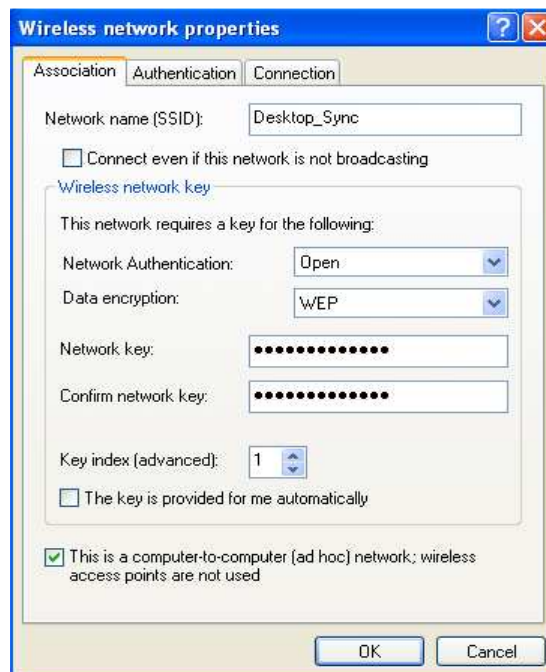 Wireless network properties
Association Authentication Connection
Network name (SSID): Desktop_Sync
Connect even if this network is not broadcasting
Wireless network key
This network requires a key for the following:
Network Authentication: Open
Data encryption: WEP
Network key: •••••••••••••
Confirm network key: •••••••••••••
Key index (advanced): 1
The key is provided for me automatically
This is a computer-to-computer (ad hoc) network; wireless
access points are not used
OK Cancel